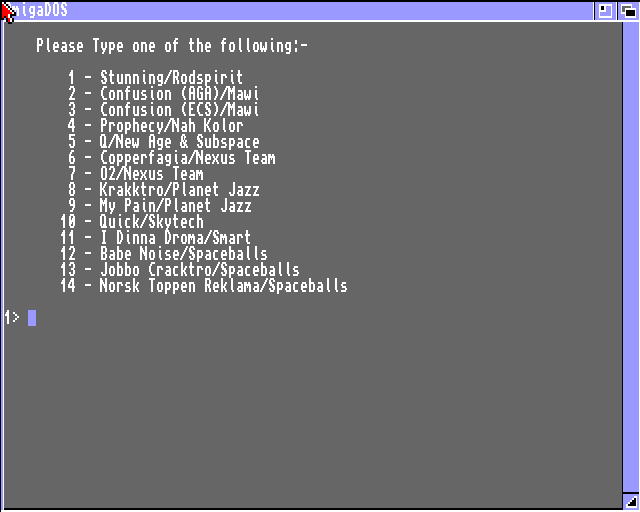 AmigaDOS
Please Type one of the following:-
1 - Stunning/Rodspirit
2 - Confusion (AGA)/Mawi
3 - Confusion (ECS)/Mawi
4 - Prophecy/Nah Kolor
5 - Q/New Age & Subspace
6 - Copperfagia/Nexus Team
7 - O2/Nexus Team
8 - Krakktro/Planet Jazz
9 - My Pain/Planet Jazz
10 - Quick/Skytech
11 - I Dinna Droma/Smart
12 - Babe Noise/Spaceballs
13 - Jobbo Cracktro/Spaceballs
14 - Norsk Toppen Reklama/Spaceballs
1>